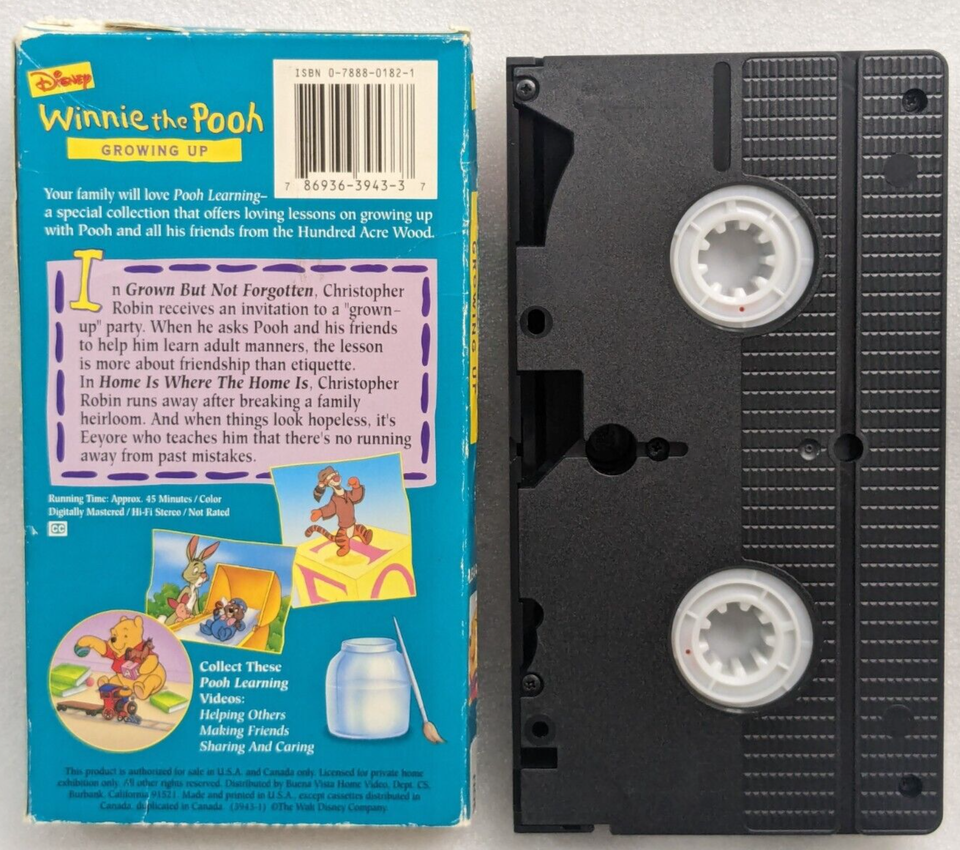 Disney
Winnie the Pooh
GROWING UP
ISBN 0-7888-0182-1
7 86936-3943-3 7
Your family will love Pooh Learning–
a special collection that offers loving lessons on growing up
with Pooh and all his friends from the Hundred Acre Wood.
In Grown But Not Forgotten, Christopher
Robin receives an invitation to a "grown–
up" party. When he asks Pooh and his friends
to help him learn adult manners, the lesson
is more about friendship than etiquette.
In Home Is Where The Home Is, Christopher
Robin runs away after breaking a family
heirloom. And when things look hopeless, it's
Eeyore who teaches him that there's no running
away from past mistakes.
Running Time: Approx. 45 Minutes / Color
Digitally Mastered / Hi-Fi Stereo / Not Rated
CC
Collect These
Pooh Learning
Videos:
Helping Others
Making Friends
Sharing And Caring
This product is authorized for sale in U.S.A. and Canada only. Licensed for private home
exhibition only. All other rights reserved. Distributed by Buena Vista Home Video, Dept. CS,
Burbank, California 91521. Made and printed in U.S.A. except cassettes distributed in
Canada, duplicated in Canada. (3943-1) ©The Walt Disney Company.
GROWING UP